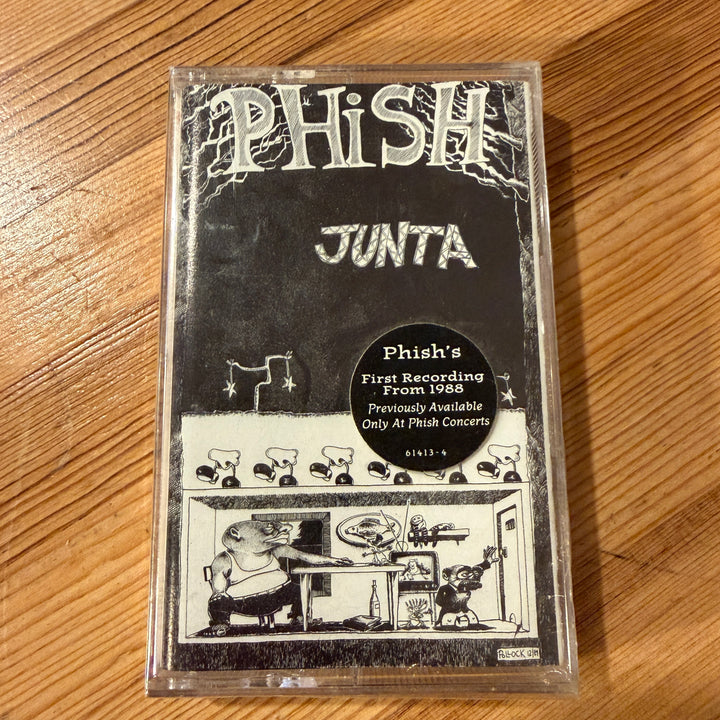 PHiSH
JUNTA
Phish's
First Recording
From 1988
Previously Available
Only At Phish Concerts
61413-4
POLLOCK